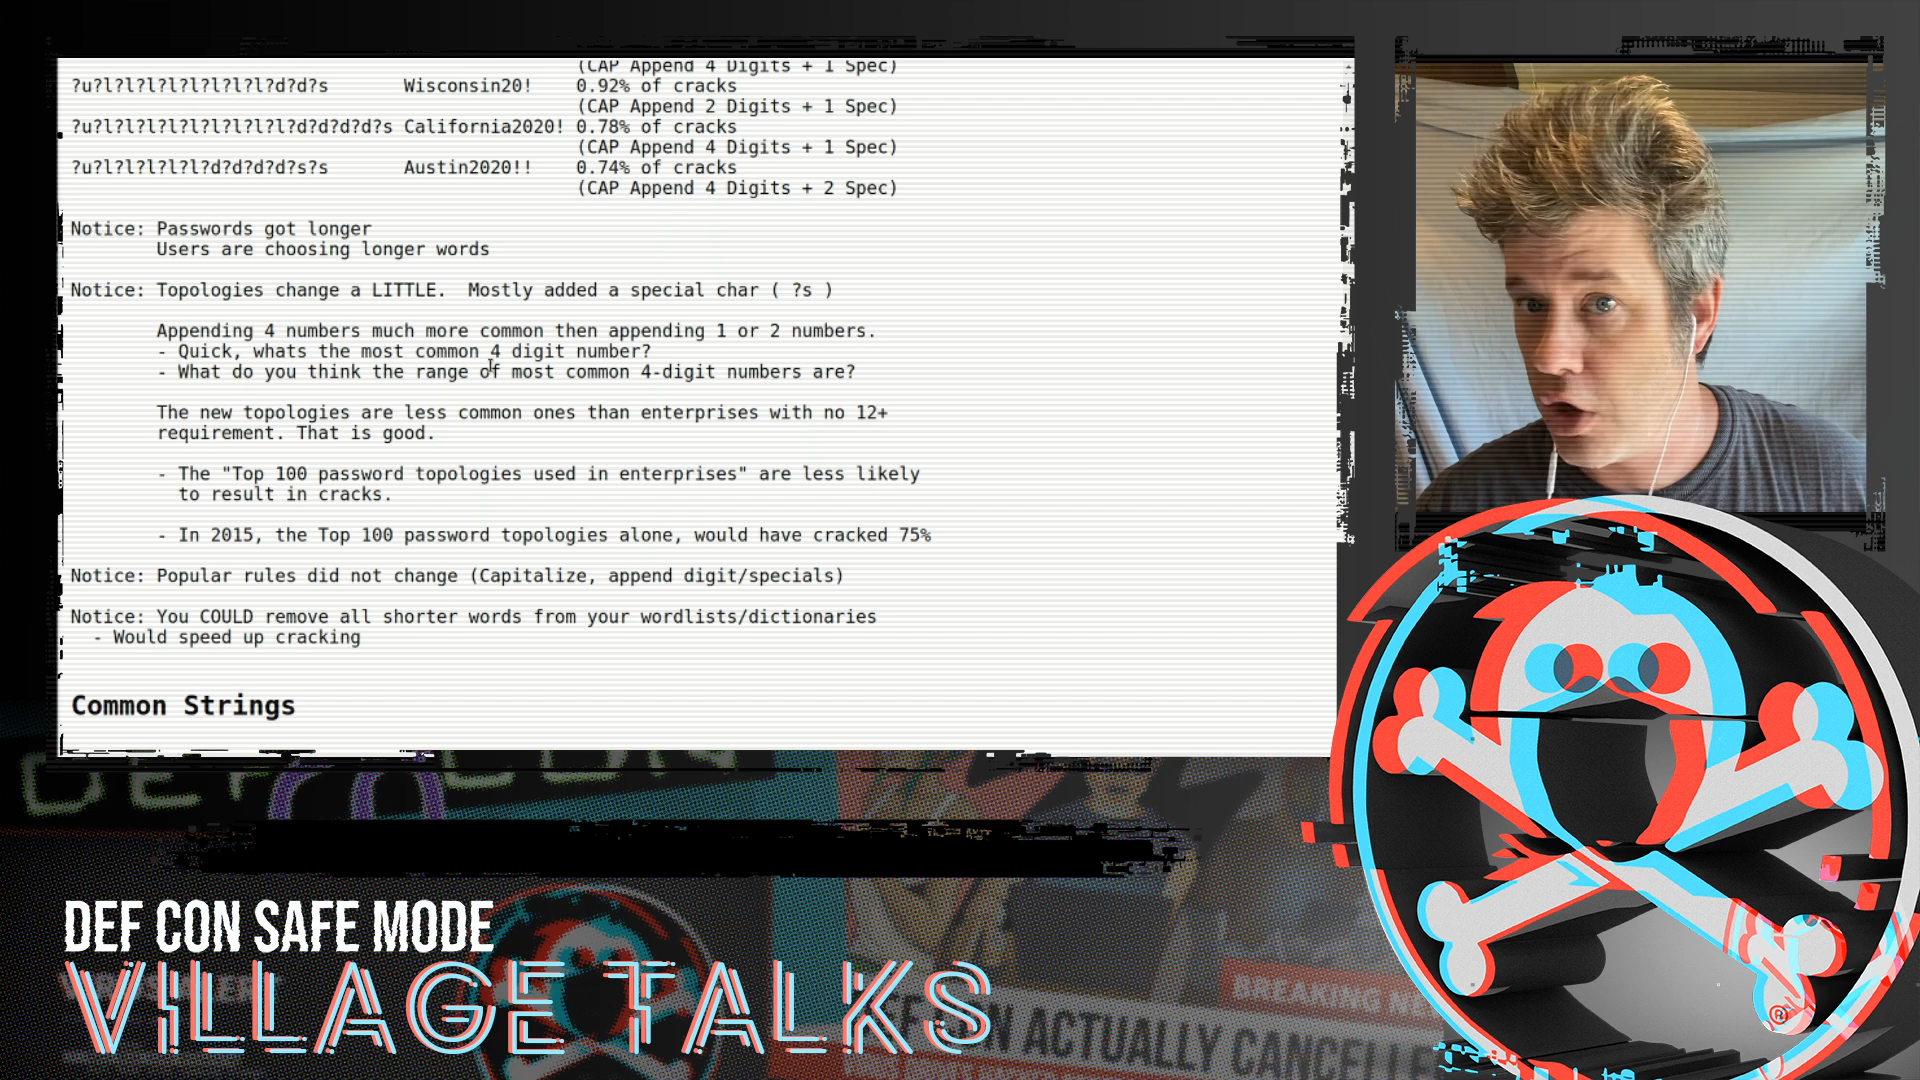 (CAP Append 4 Digits + 1 Spec)
?u?l?l?l?l?l?l?l?l?d?d?s Wisconsin20! 0.92% of cracks
(CAP Append 2 Digits + 1 Spec)
?u?l?l?l?l?l?l?l?l?l?d?d?d?d?s California2020! 0.78% of cracks
(CAP Append 4 Digits + 1 Spec)
?u?l?l?l?l?l?d?d?d?d?s?s Austin2020!! 0.74% of cracks
(CAP Append 4 Digits + 2 Spec)
Notice: Passwords got longer
Users are choosing longer words
Notice: Topologies change a LITTLE. Mostly added a special char ( ?s )
Appending 4 numbers much more common then appending 1 or 2 numbers.
- Quick, whats the most common 4 digit number?
- What do you think the range of most common 4-digit numbers are?
The new topologies are less common ones than enterprises with no 12+
requirement. That is good.
- The "Top 100 password topologies used in enterprises" are less likely
to result in cracks.
- In 2015, the Top 100 password topologies alone, would have cracked 75%
Notice: Popular rules did not change (Capitalize, append digit/specials)
Notice: You COULD remove all shorter words from your wordlists/dictionaries
- Would speed up cracking
Common Strings
DEF CON
DEF CON SAFE MODE
VILLAGE TALKS
BREAKING
CON ACTUALLY
®